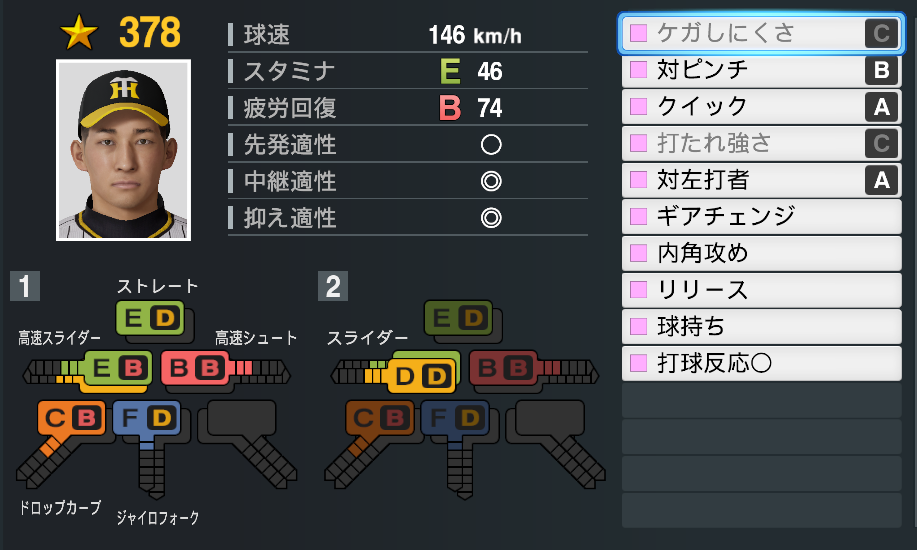 ★ 378
球速 146 km/h
スタミナ E 46
疲労回復 B 74
先発適性 ○
中継適性 ◎
抑え適性 ◎
ケガしにくさ C
対ピンチ B
クイック A
打たれ強さ C
対左打者 A
ギアチェンジ
内角攻め
リリース
球持ち
打球反応○
1
ストレート
E D
高速スライダー
高速シュート
E B
B B
C B
F D
ドロップカーブ
ジャイロフォーク
2
E D
スライダー
D D
B B
C B
F D